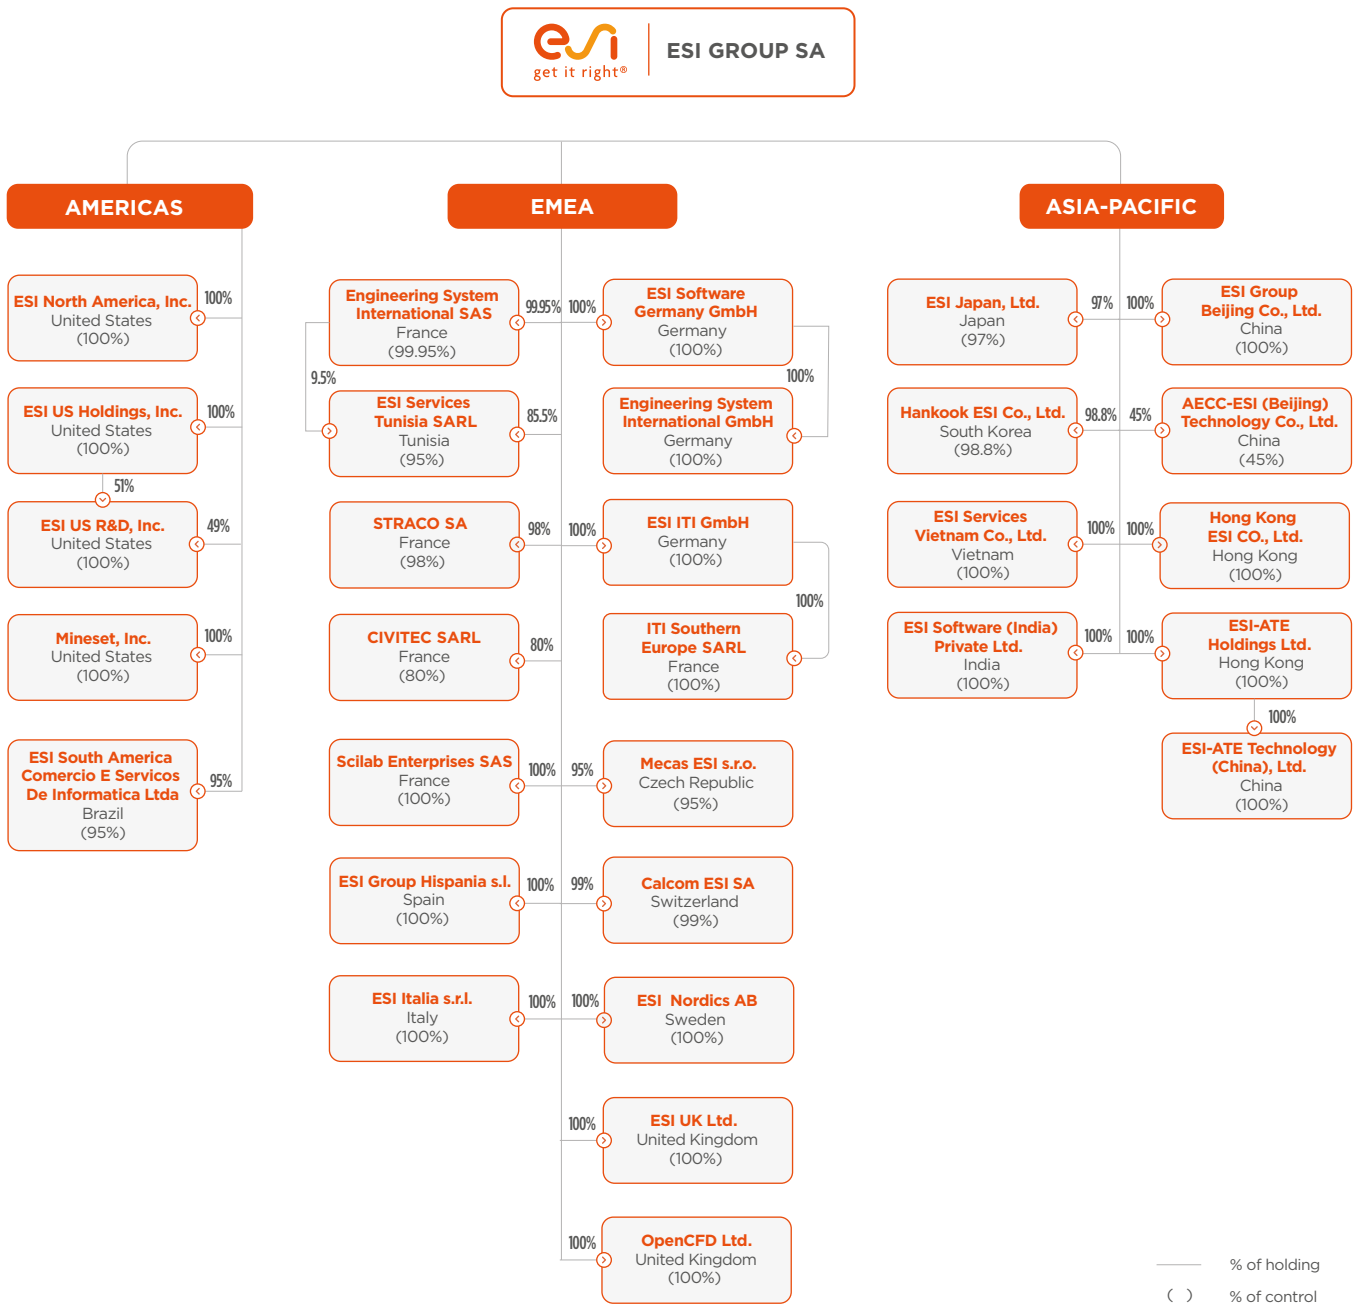 esi
get it right®
ESI GROUP SA
AMERICAS
EMEA
ASIA-PACIFIC
ESI North America, Inc.
United States
(100%)
100%
ESI US Holdings, Inc.
United States
(100%)
100%
51%
ESI US R&D, Inc.
United States
(100%)
49%
Mineset, Inc.
United States
(100%)
100%
ESI South America
Comercio E Servicos
De Informatica Ltda
Brazil
(95%)
95%
Engineering System
International SAS
France
(99.95%)
99.95%
100%
ESI Software
Germany GmbH
Germany
(100%)
9.5%
100%
ESI Services
Tunisia SARL
Tunisia
(95%)
85.5%
Engineering System
International GmbH
Germany
(100%)
STRACO SA
France
(98%)
98%
100%
ESI ITI GmbH
Germany
(100%)
100%
CIVITEC SARL
France
(80%)
80%
ITI Southern
Europe SARL
France
(100%)
Scilab Enterprises SAS
France
(100%)
100%
95%
Mecas ESI s.r.o.
Czech Republic
(95%)
ESI Group Hispania s.l.
Spain
(100%)
100%
99%
Calcom ESI SA
Switzerland
(99%)
ESI Italia s.r.l.
Italy
(100%)
100%
100%
ESI Nordics AB
Sweden
(100%)
100%
ESI UK Ltd.
United Kingdom
(100%)
100%
OpenCFD Ltd.
United Kingdom
(100%)
ESI Japan, Ltd.
Japan
(97%)
97%
100%
ESI Group
Beijing Co., Ltd.
China
(100%)
Hankook ESI Co., Ltd.
South Korea
(98.8%)
98.8%
45%
AECC-ESI (Beijing)
Technology Co., Ltd.
China
(45%)
ESI Services
Vietnam Co., Ltd.
Vietnam
(100%)
100%
100%
Hong Kong
ESI CO., Ltd.
Hong Kong
(100%)
ESI Software (India)
Private Ltd.
India
(100%)
100%
100%
ESI-ATE
Holdings Ltd.
Hong Kong
(100%)
100%
ESI-ATE Technology
(China), Ltd.
China
(100%)
% of holding
( ) % of control